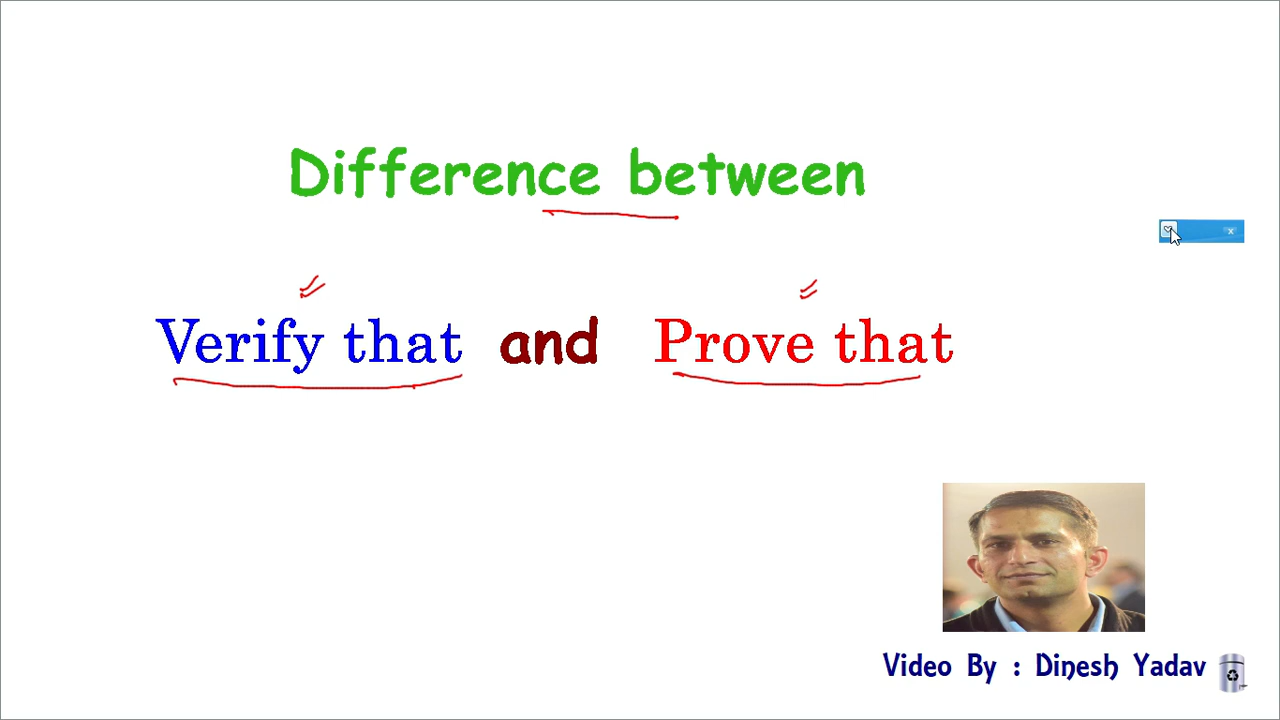 Difference between
Verify that and Prove that
Video By : Dinesh Yadav